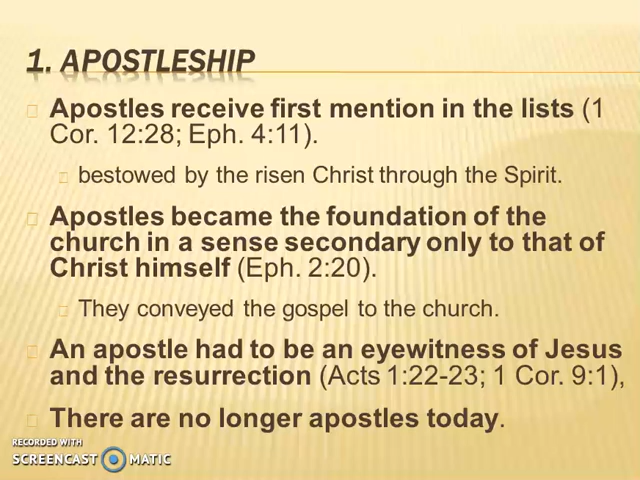 1. APOSTLESHIP
Apostles receive first mention in the lists (1
Cor. 12:28; Eph. 4:11).
bestowed by the risen Christ through the Spirit.
Apostles became the foundation of the
church in a sense secondary only to that of
Christ himself (Eph. 2:20).
They conveyed the gospel to the church.
An apostle had to be an eyewitness of Jesus
and the resurrection (Acts 1:22-23; 1 Cor. 9:1),
There are no longer apostles today.
RECORDED WITH
SCREENCAST MATIC